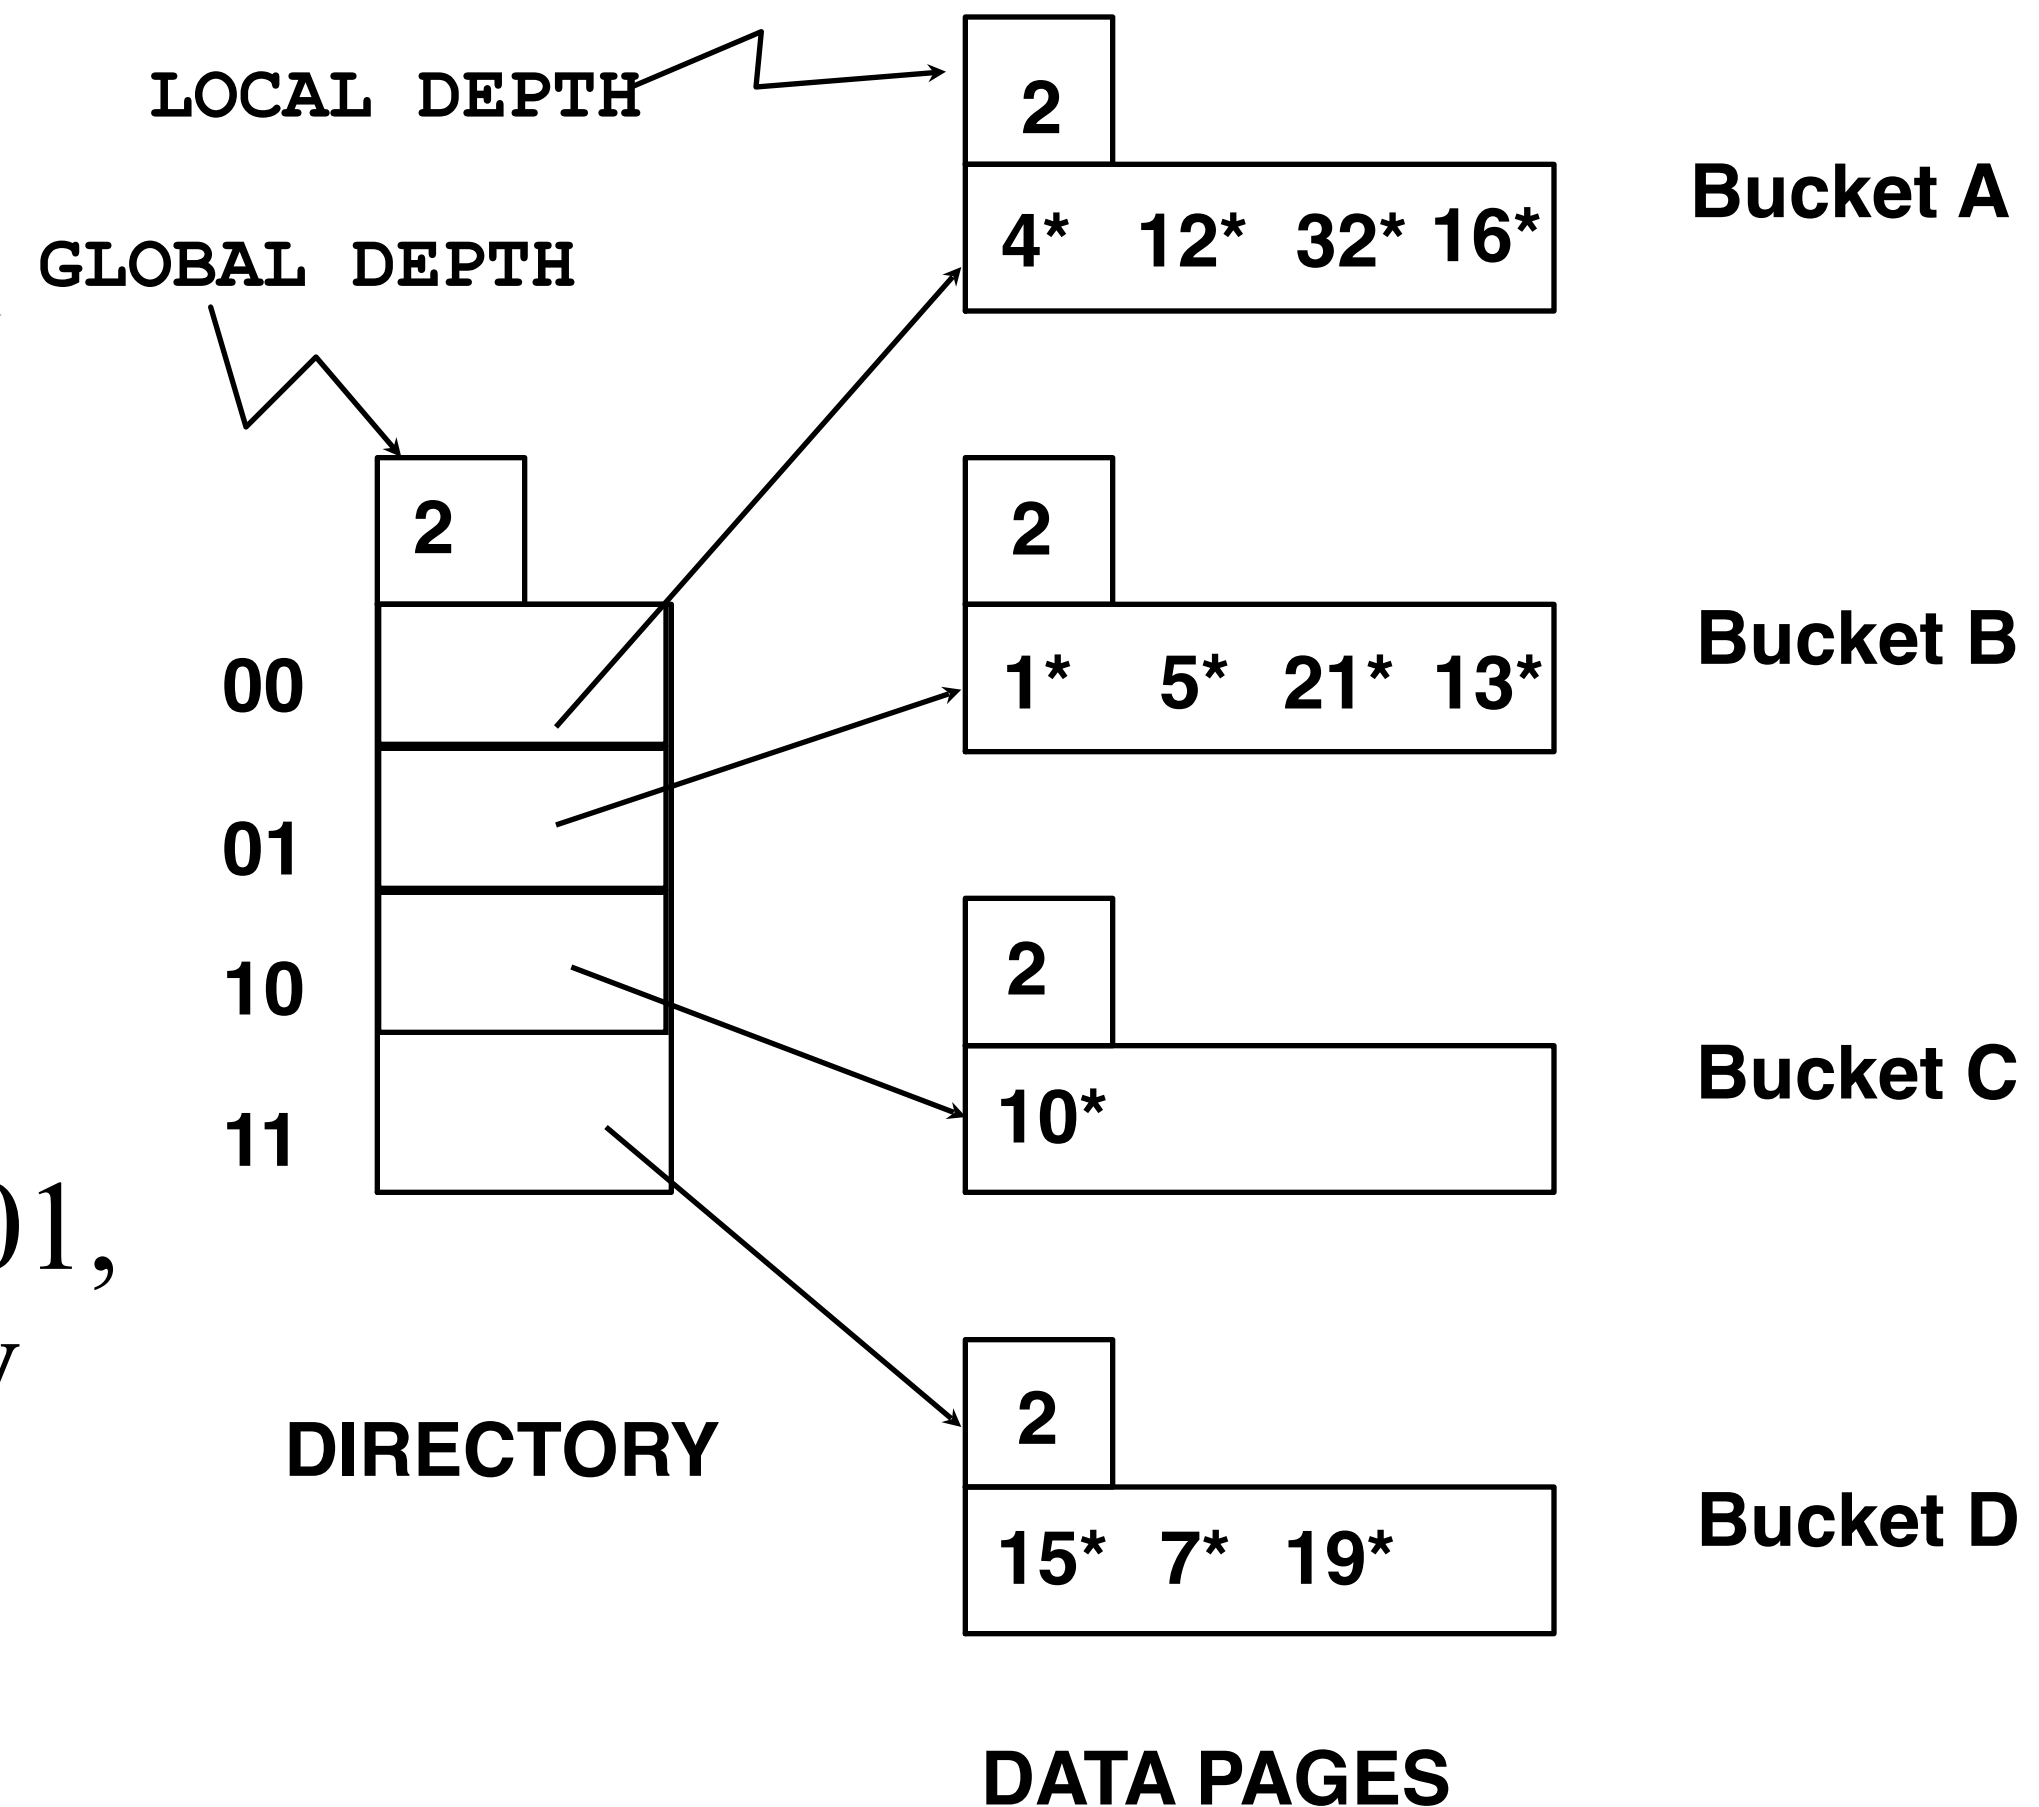 LOCAL DEPTH
2
Bucket A
4* 12* 32* 16*
GLOBAL DEPTH
2
2
Bucket B
1* 5* 21* 13*
00
01
10
11
2
Bucket C
10*
01,
DIRECTORY
2
Bucket D
15* 7* 19*
DATA PAGES